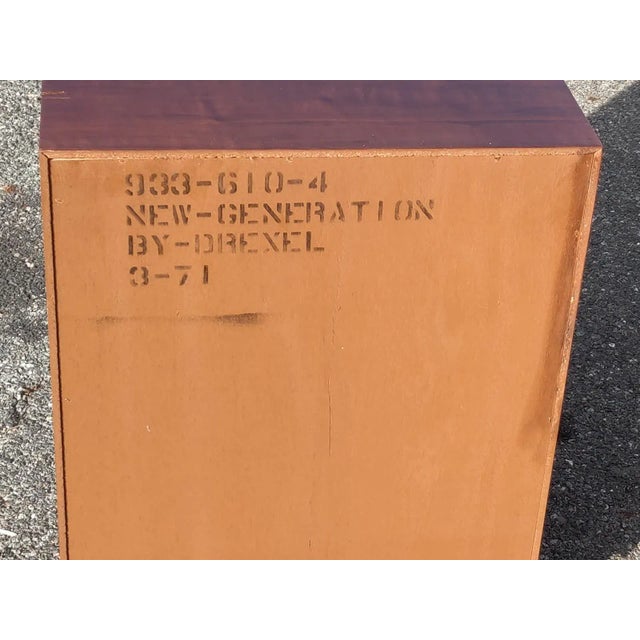 933-610-4
NEW-GENERATION
BY-DREXEL
3-71